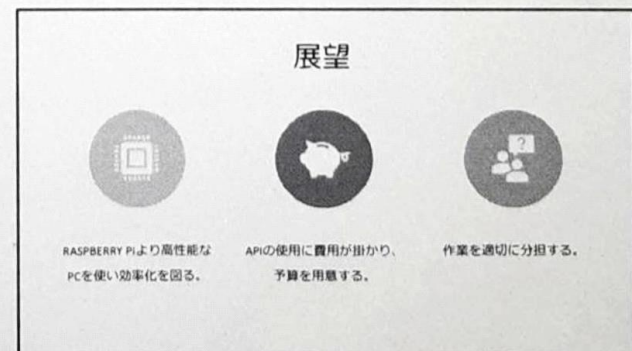 展望
?
RASPBERRY Piより高性能な
PCを使い効率化を図る。
APIの使用に費用が掛かり、
予算を用意する。
作業を適切に分担する。